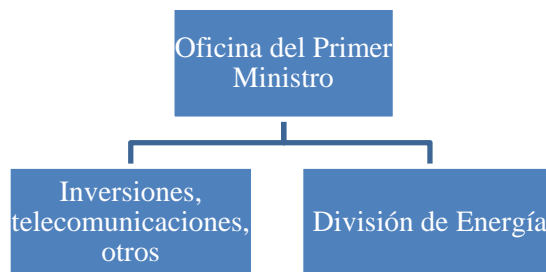 Oficina del Primer
Ministro
Inversiones,
telecomunicaciones,
otros
División de Energía